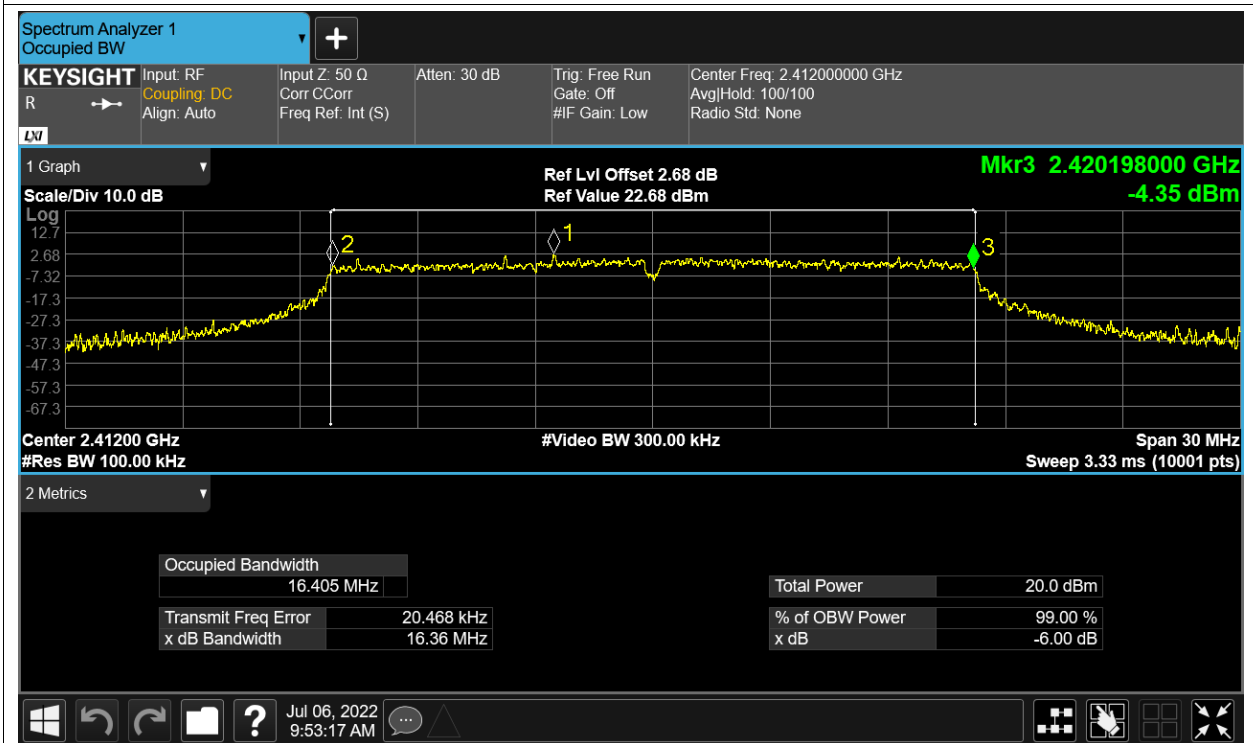 Spectrum Analyzer 1
Occupied BW
KEYSIGHT
R
LXI
Input: RF
Coupling: DC
Align: Auto
Input Z: 50 Ω
Corr CCorr
Freq Ref: Int (S)
Atten: 30 dB
Trig: Free Run
Gate: Off
#IF Gain: Low
Center Freq: 2.412000000 GHz
Avg|Hold: 100/100
Radio Std: None
1 Graph
Scale/Div 10.0 dB
Ref Lvl Offset 2.68 dB
Ref Value 22.68 dBm
Mkr3 2.420198000 GHz
-4.35 dBm
Log
12.7
2.68
-7.32
-17.3
-27.3
-37.3
-47.3
-57.3
-67.3
2
1
3
Center 2.41200 GHz
#Res BW 100.00 kHz
#Video BW 300.00 kHz
Span 30 MHz
Sweep 3.33 ms (10001 pts)
2 Metrics
Occupied Bandwidth
16.405 MHz
Transmit Freq Error 20.468 kHz
x dB Bandwidth 16.36 MHz
Total Power 20.0 dBm
% of OBW Power 99.00 %
x dB -6.00 dB
?
Jul 06, 2022
9:53:17 AM